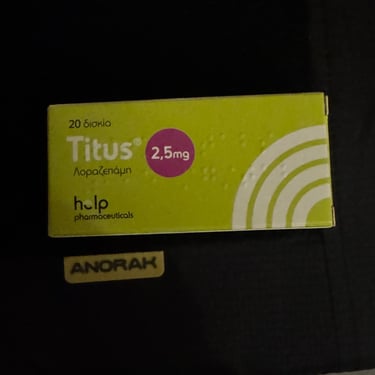 20 δισκία
Titus® 2,5mg
Λοραζεπάμη
help
pharmaceuticals
ANORAK